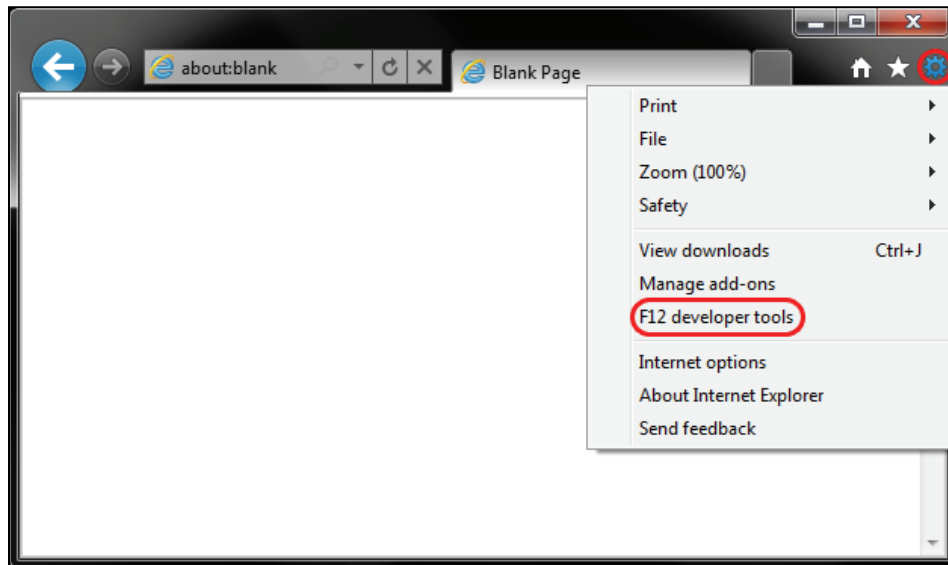 about:blank
Blank Page
Print
File
Zoom (100%)
Safety
View downloads Ctrl+J
Manage add-ons
F12 developer tools
Internet options
About Internet Explorer
Send feedback